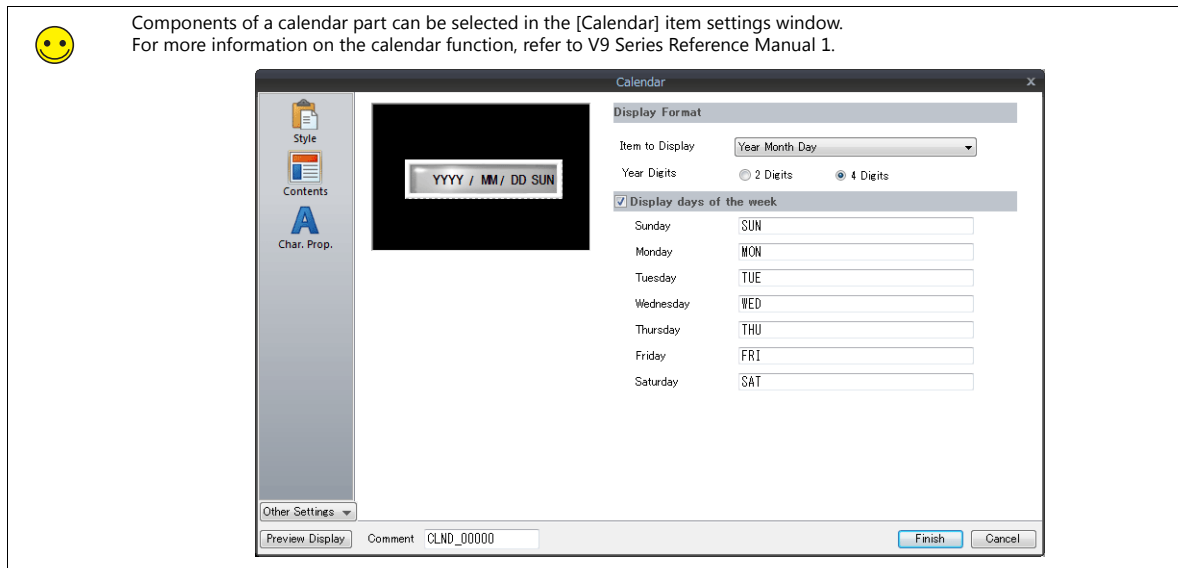 Components of a calendar part can be selected in the [Calendar] item settings window.
For more information on the calendar function, refer to V9 Series Reference Manual 1.
Calendar
x
Style
Contents
Char. Prop.
YYYY / MM / DD SUN
Display Format
Item to Display Year Month Day
Year Digits 2 Digits 4 Digits
Display days of the week
Sunday SUN
Monday MON
Tuesday TUE
Wednesday WED
Thursday THU
Friday FRI
Saturday SAT
Other Settings
Preview Display Comment CLND_00000 Finish Cancel